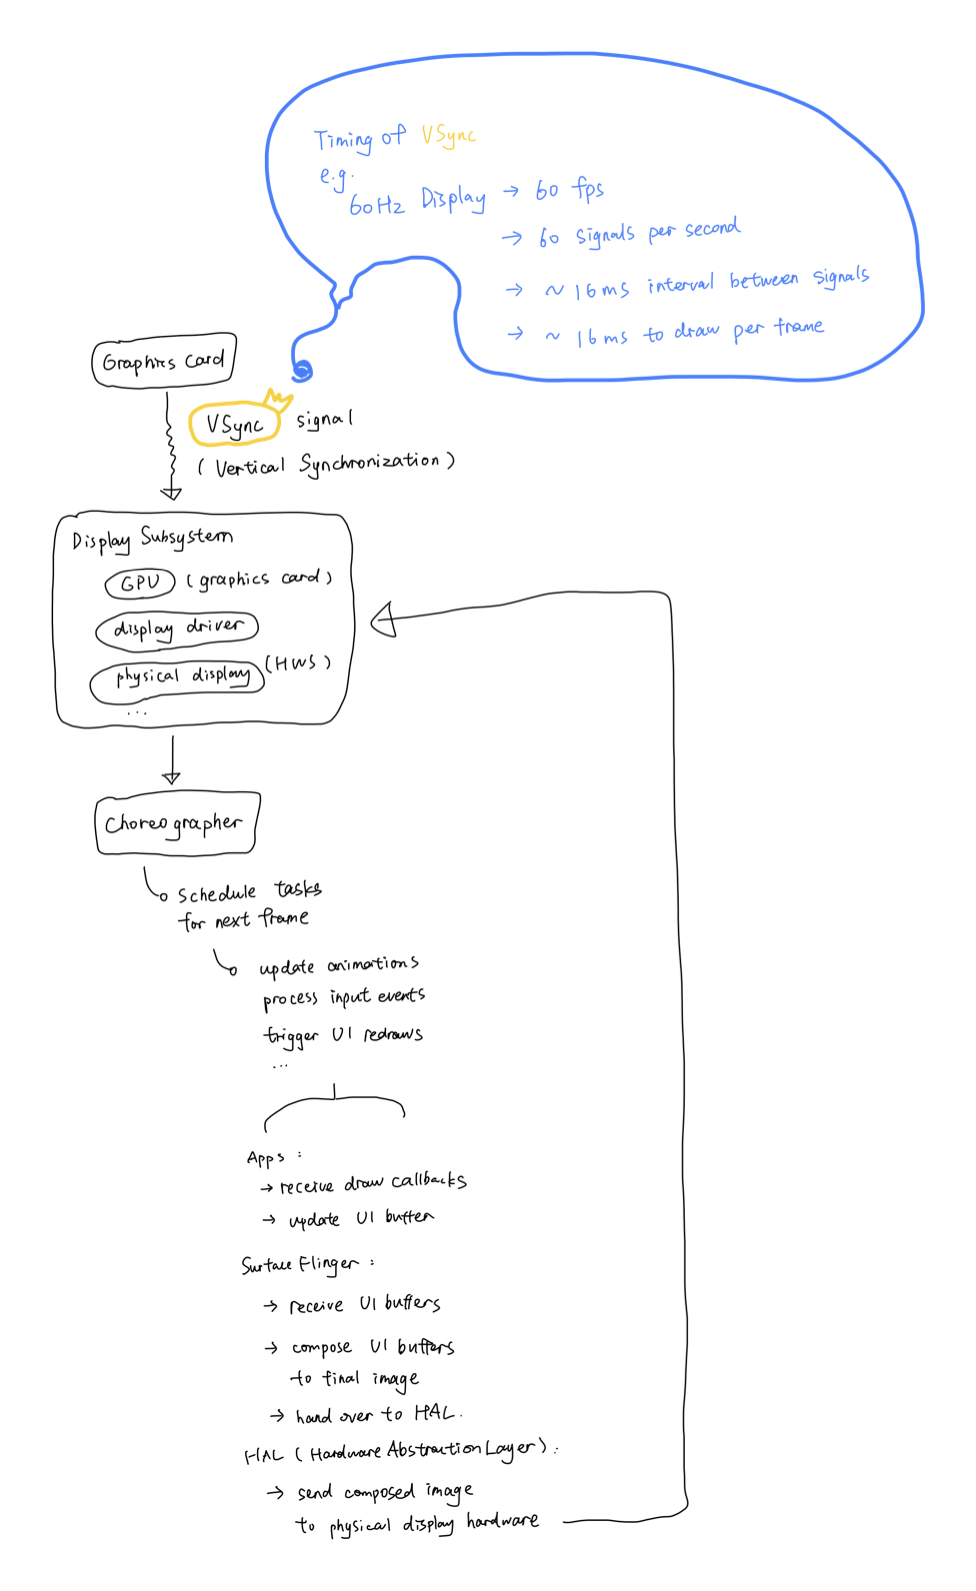 Timing of VSync
e.g.
60Hz Display → 60 fps
→ 60 signals per second
→ ~16ms interval between signals
→ ~16ms to draw per frame
Graphics Card
VSync signal
(Vertical Synchronization)
Display Subsystem
GPU (graphics card)
display driver
physical display (HWS)
...
Choreographer
schedule tasks
for next frame
update animations
process input events
trigger UI redraws
...
Apps:
→ receive draw callbacks
→ update UI buffer
Surface Flinger:
→ receive UI buffers
→ compose UI buffers
to final image
→ hand over to HAL.
HAL (Hardware Abstraction Layer):
→ send composed image
to physical display hardware